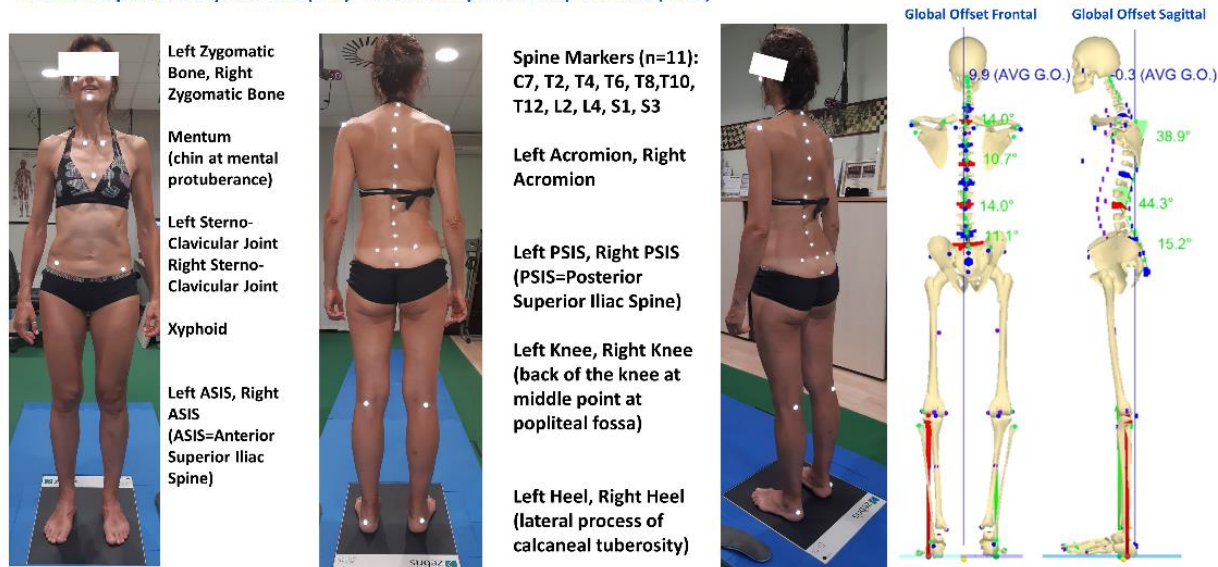 Global Offset Frontal
Global Offset Sagittal
Left Zygomatic
Bone, Right
Zygomatic Bone
Mentum
(chin at mental
protuberance)
Left Sterno-
Clavicular Joint
Right Sterno-
Clavicular Joint
Xyphoid
Left ASIS, Right
ASIS
(ASIS=Anterior
Superior Iliac
Spine)
zebris
Spine Markers (n=11):
C7, T2, T4, T6, T8,T10,
T12, L2, L4, S1, S3
Left Acromion, Right
Acromion
Left PSIS, Right PSIS
(PSIS=Posterior
Superior Iliac Spine)
Left Knee, Right Knee
(back of the knee at
middle point at
popliteal fossa)
Left Heel, Right Heel
(lateral process of
calcaneal tuberosity)
zebris
9.9 (AVG G.O.)
14.0°
10.7°
14.0°
11.1°
-0.3 (AVG G.O.)
38.9°
44.3°
15.2°